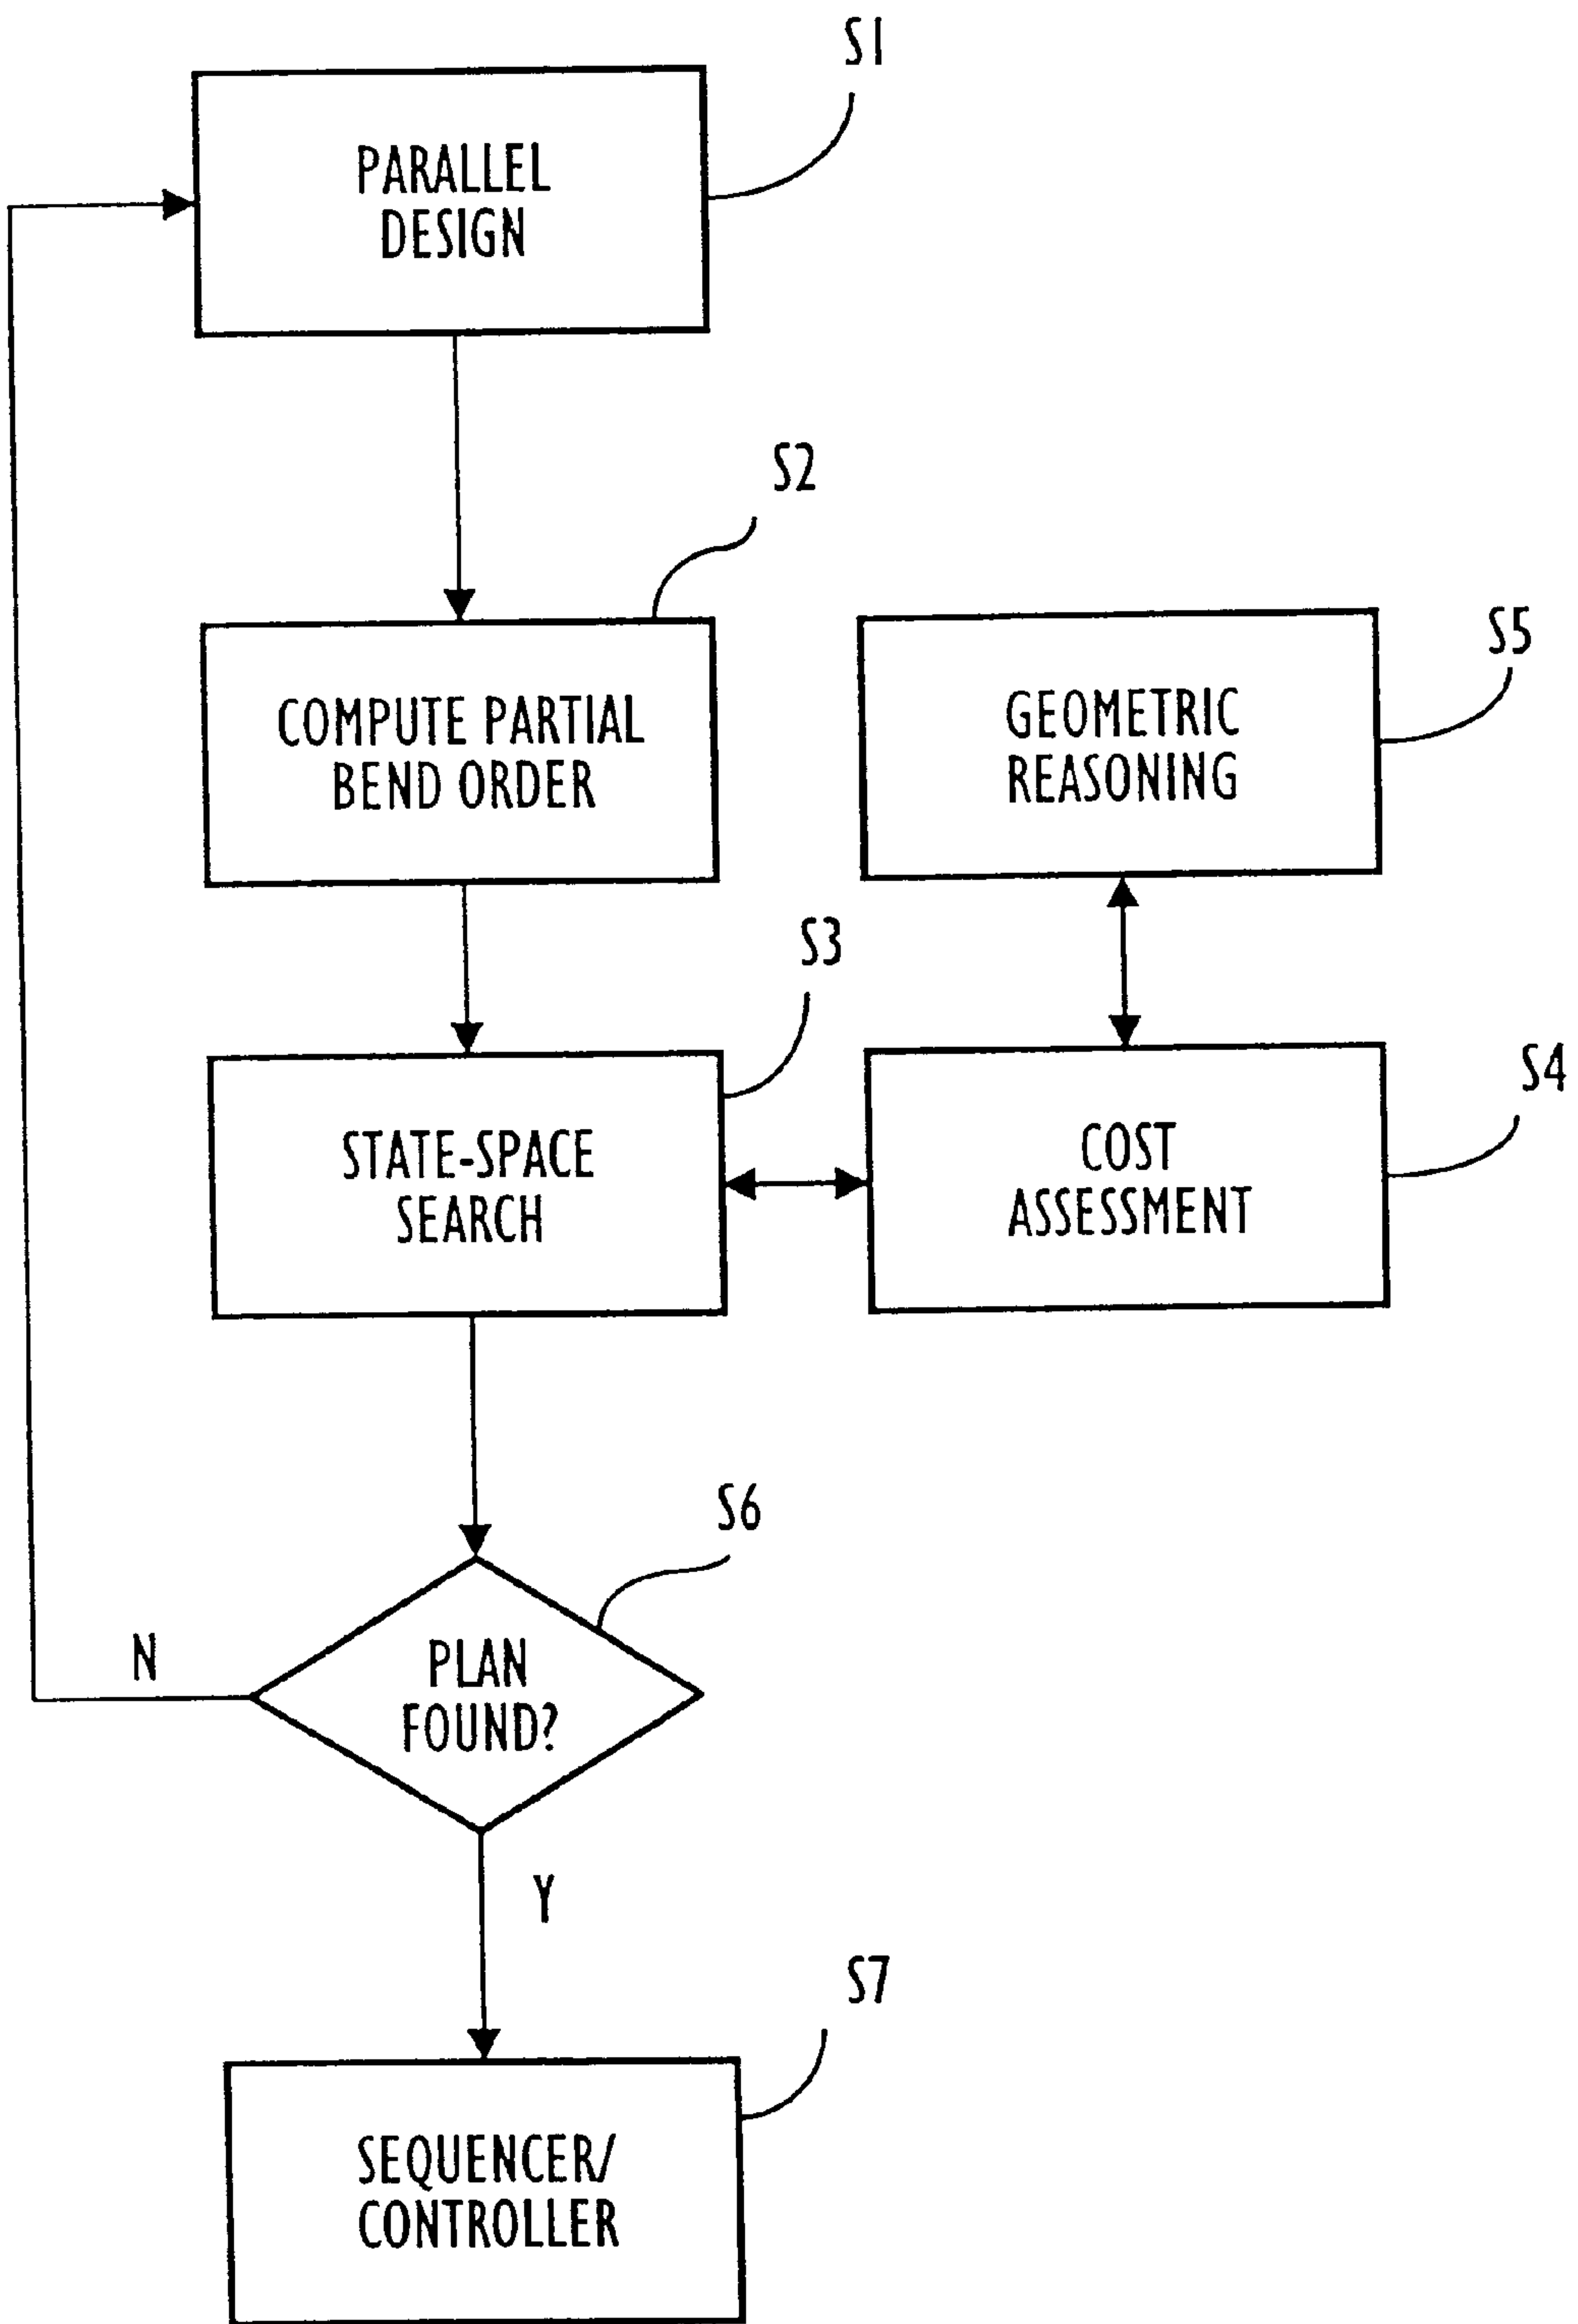 S1
PARALLEL
DESIGN
S2
COMPUTE PARTIAL
BEND ORDER
S5
GEOMETRIC
REASONING
S3
STATE-SPACE
SEARCH
S4
COST
ASSESSMENT
S6
PLAN
FOUND?
N
Y
S7
SEQUENCER/
CONTROLLER